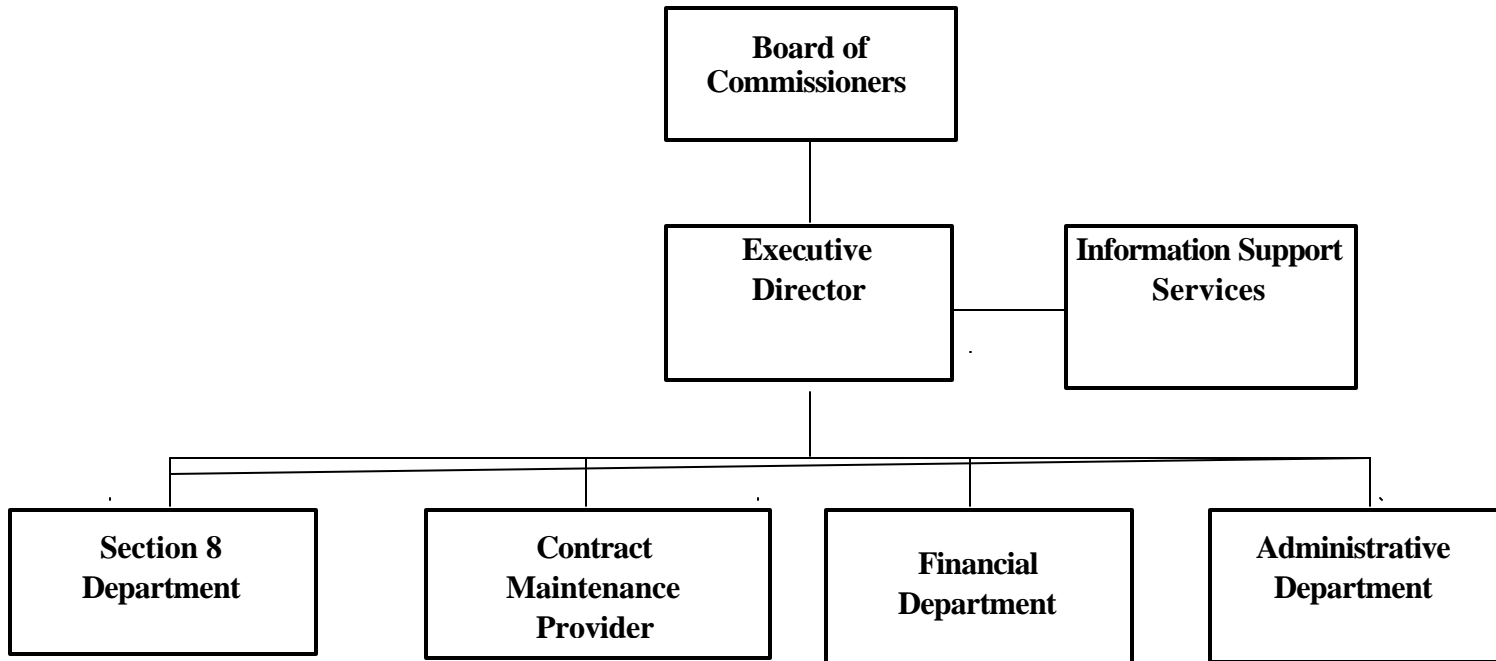 Board of
Commissioners
Executive
Director
Information Support
Services
Section 8
Department
Contract
Maintenance
Provider
Financial
Department
Administrative
Department